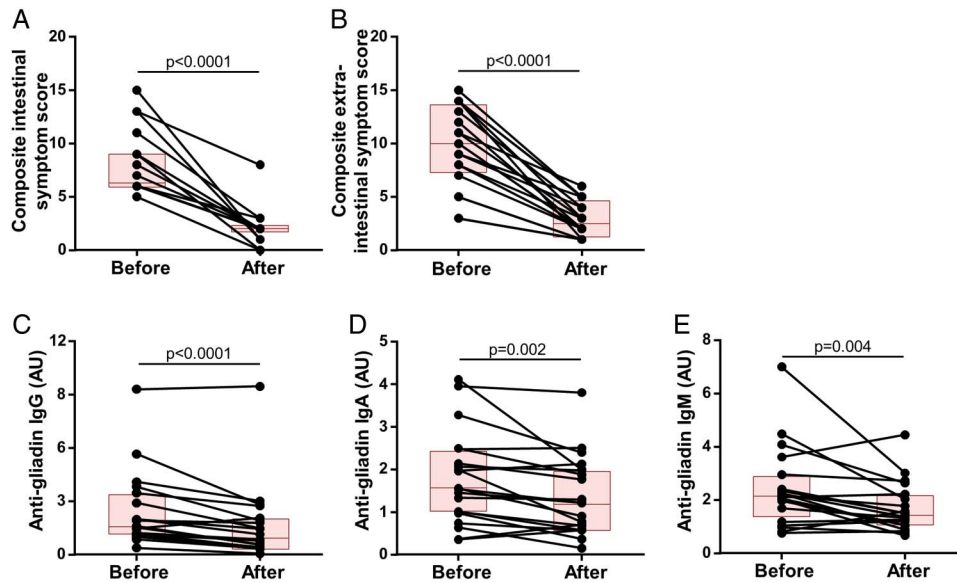 A
Composite intestinal
symptom score
20
15
10
5
0
p<0.0001
Before
After
B
Composite extra-
intestinal symptom score
20
15
10
5
0
p<0.0001
Before
After
C
Anti-gliadin IgG (AU)
12
8
6
3
0
p<0.0001
Before
After
D
Anti-gliadin IgA (AU)
5
4
3
2
1
0
p=0.002
Before
After
E
Anti-gliadin IgM (AU)
8
6
4
2
0
p=0.004
Before
After